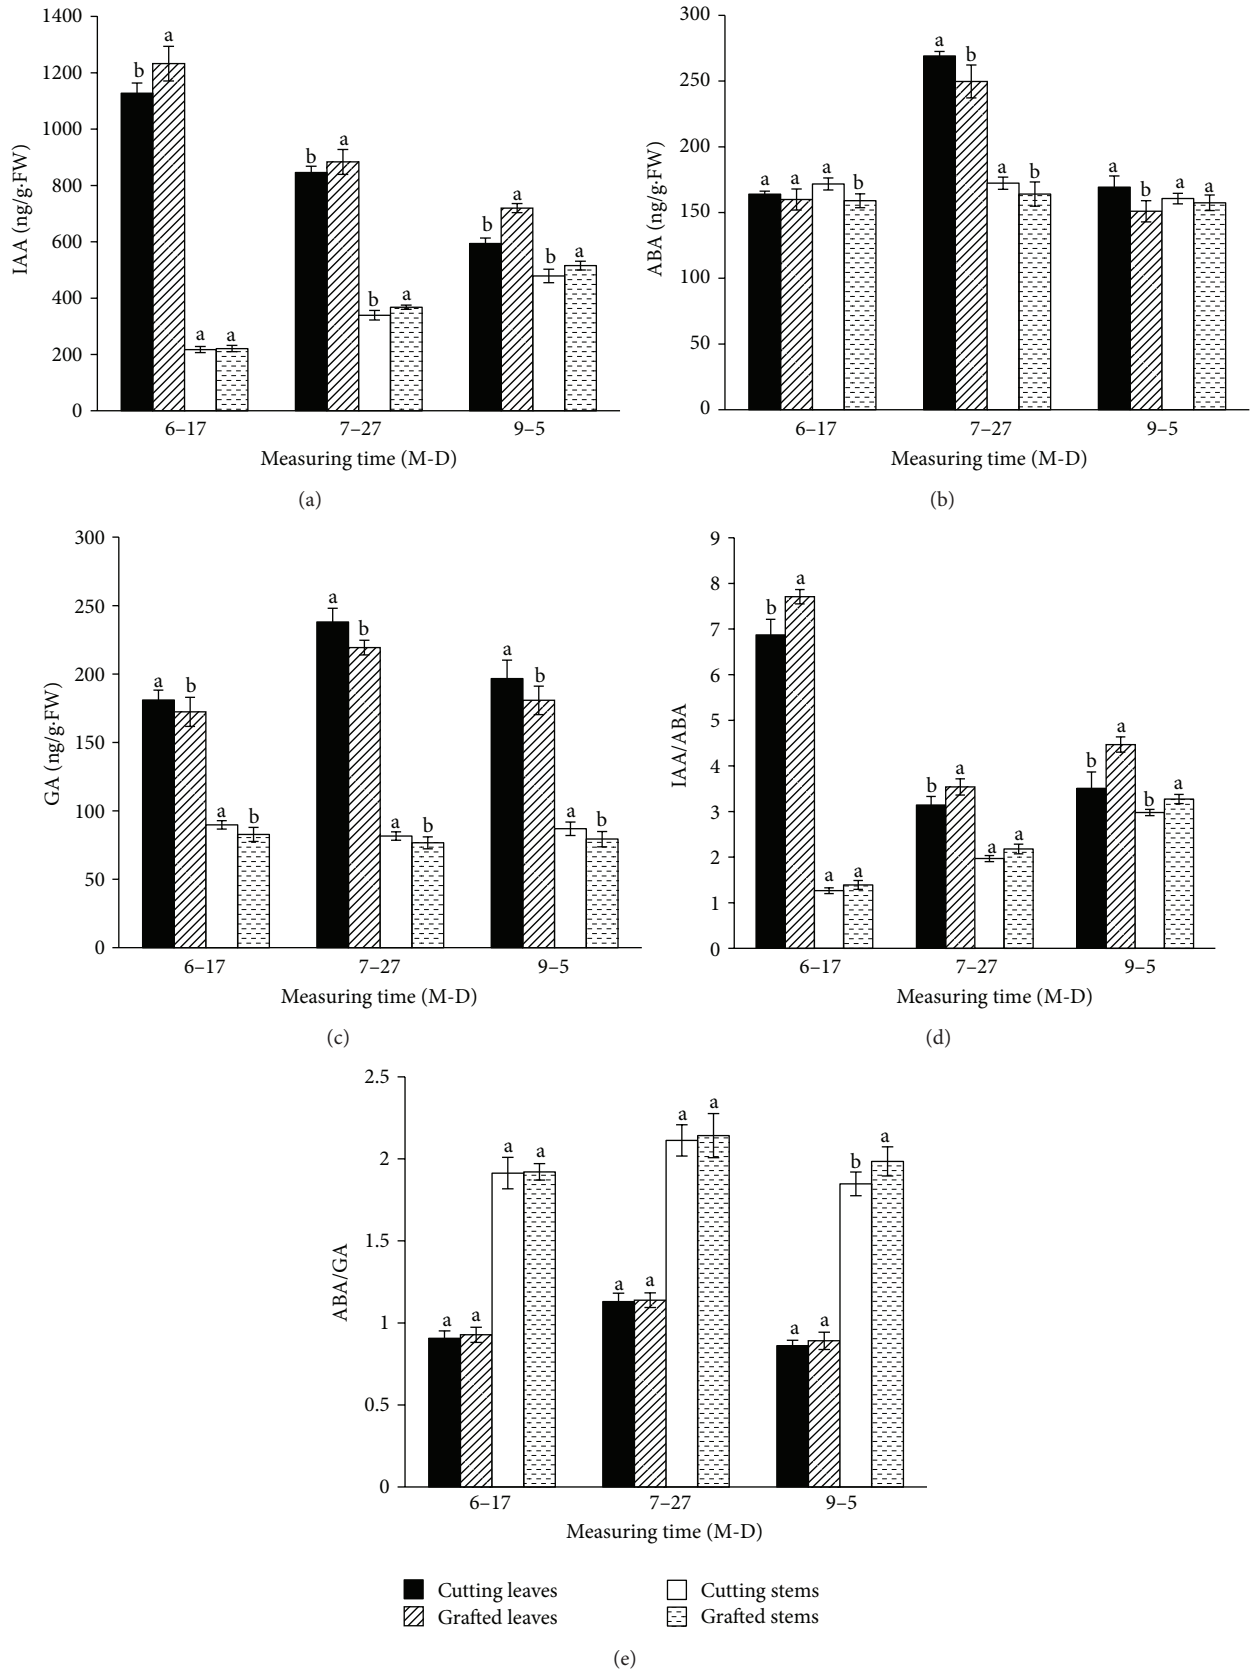 1400
1200
1000
800
600
400
200
0
IAA (ng/g·FW)
b a a a
b a b a
b a b a
6–17 7–27 9–5
Measuring time (M-D)
(a)
300
250
200
150
100
50
0
ABA (ng/g·FW)
a a a b
a b a b
a b a a
6–17 7–27 9–5
Measuring time (M-D)
(b)
300
250
200
150
100
50
0
GA (ng/g·FW)
a b a b
a b a b
a b a b
6–17 7–27 9–5
Measuring time (M-D)
(c)
9
8
7
6
5
4
3
2
1
0
IAA/ABA
b a a a
b a a a
b a b a
6–17 7–27 9–5
Measuring time (M-D)
(d)
2.5
2
1.5
1
0.5
0
ABA/GA
a a a a
a a a a
a a b a
6–17 7–27 9–5
Measuring time (M-D)
Cutting leaves
Grafted leaves
Cutting stems
Grafted stems
(e)